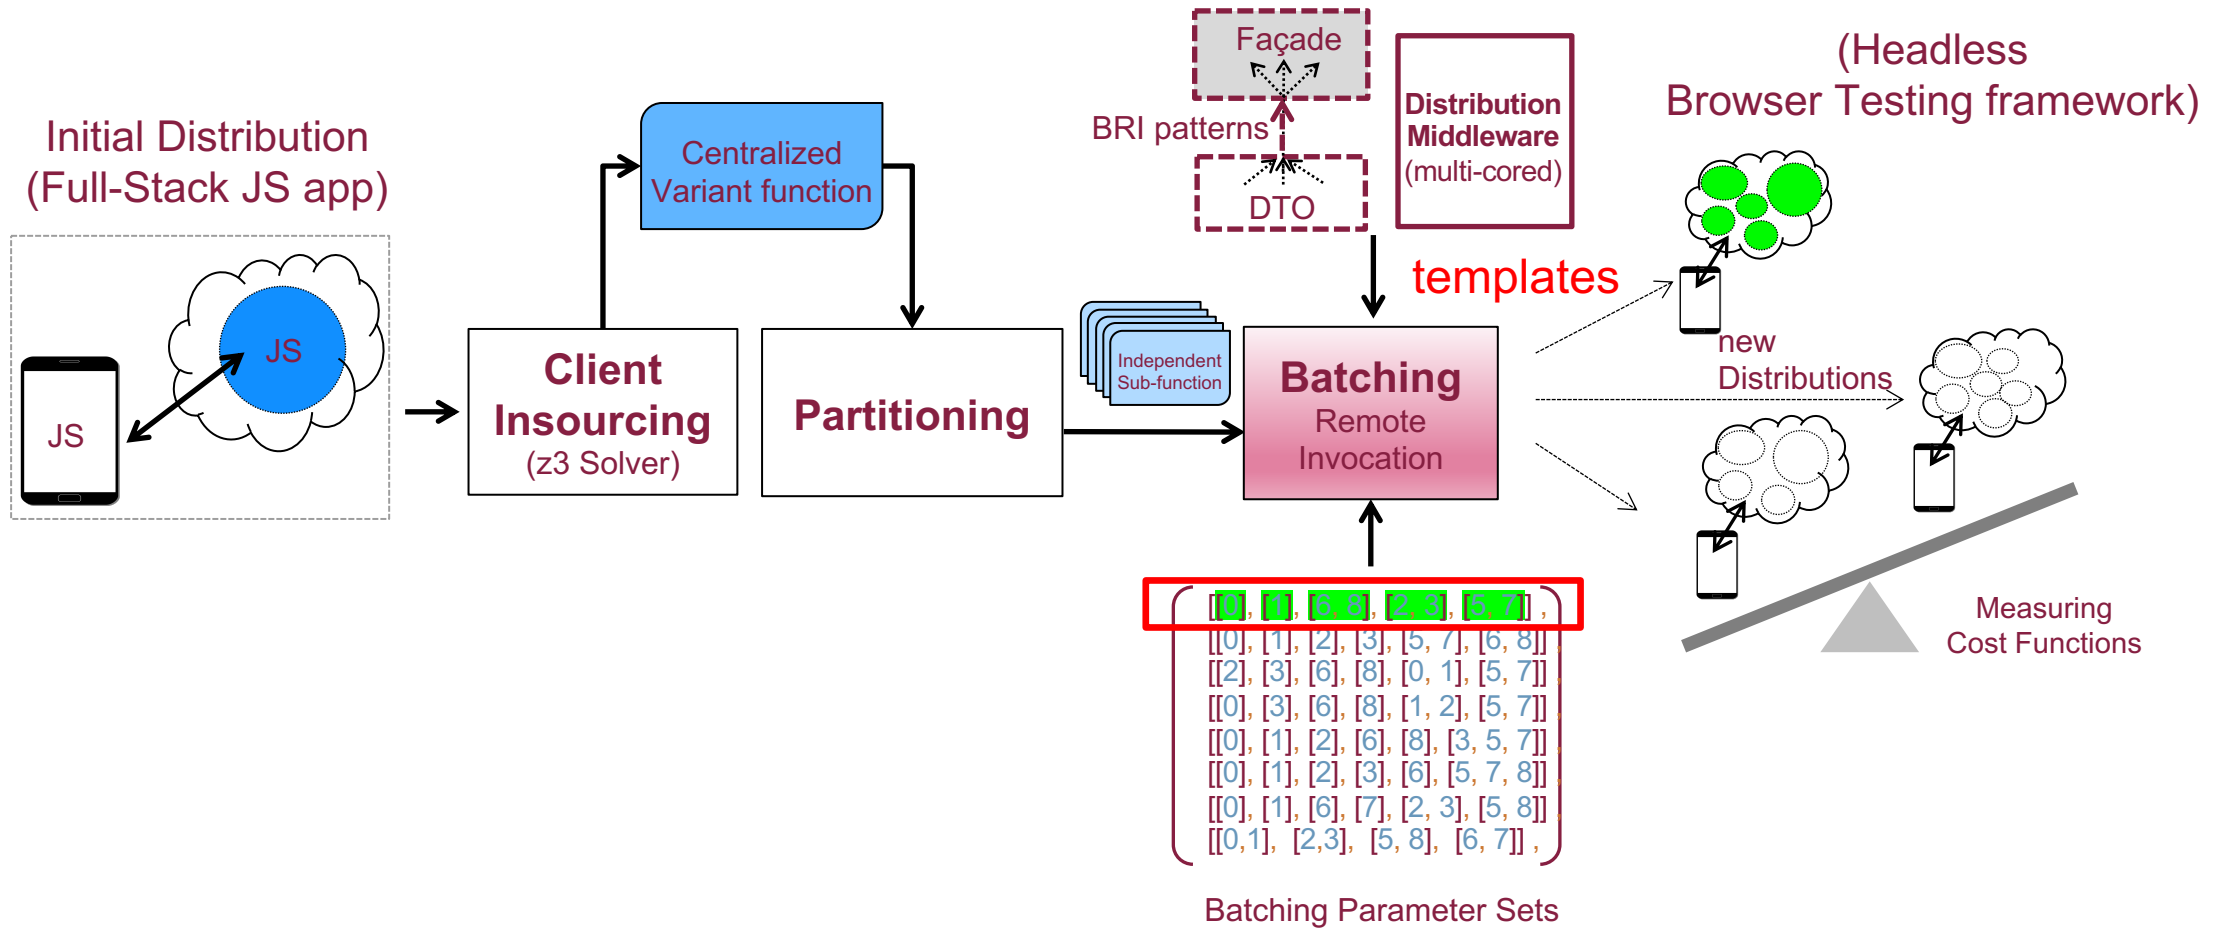 Initial Distribution
(Full-Stack JS app)
JS
JS
Centralized
Variant function
Client
Insourcing
(z3 Solver)
Partitioning
Independent
Sub-function
Façade
BRI patterns
DTO
Distribution
Middleware
(multi-cored)
templates
Batching
Remote
Invocation
(Headless
Browser Testing framework)
new
Distributions
Measuring
Cost Functions
[[0], [1], [6, 8], [2, 3], [5, 7]] ,
[[0], [1], [2], [3], [5, 7], [6, 8]] ,
[[2], [3], [6], [8], [0, 1], [5, 7]] ,
[[0], [3], [6], [8], [1, 2], [5, 7]] ,
[[0], [1], [2], [6], [8], [3, 5, 7]] ,
[[0], [1], [2], [3], [6], [5, 7, 8]] ,
[[0], [1], [6], [7], [2, 3], [5, 8]] ,
[[0,1], [2,3], [5, 8], [6, 7]] ,
Batching Parameter Sets